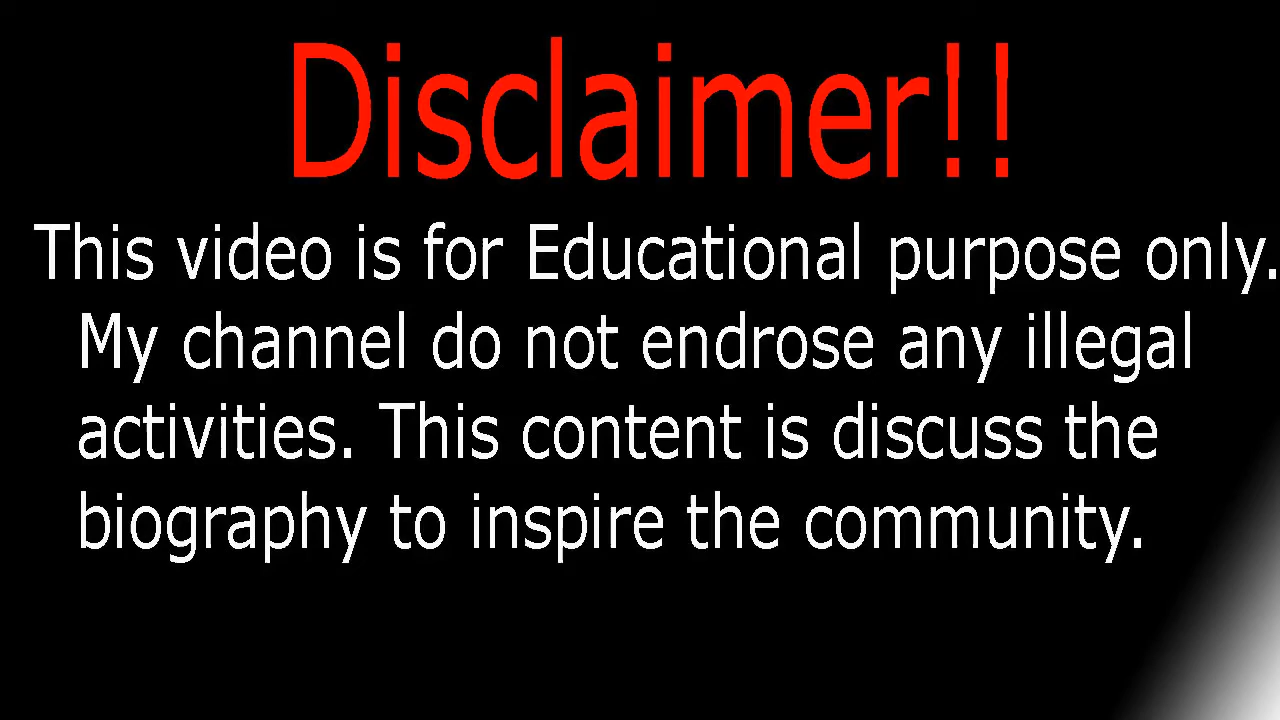 Disclaimer!!
This video is for Educational purpose only.
My channel do not endrose any illegal
activities. This content is discuss the
biography to inspire the community.